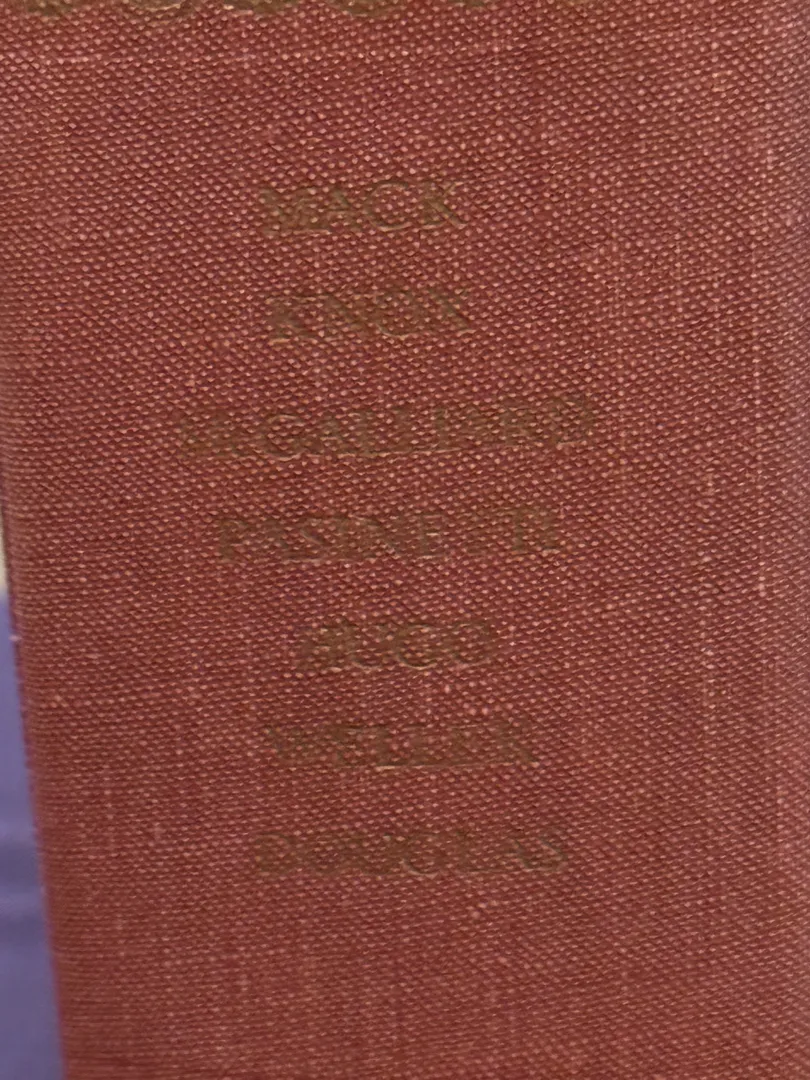 MACK
KNOX
McGALLIARD
PASINETTI
HUGO
WELLEK
DOUGLAS